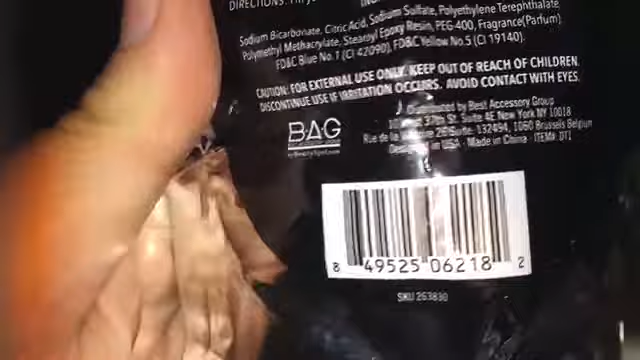 DIRECTIONS:
Sodium Bicarbonate, Citric Acid, Sodium Sulfate, Polyethylene Terephthalate,
Polymethyl Methacrylate, Stearoyl Epoxy Resin, PEG-400, Fragrance(Parfum)
FD&C Blue No.1 (CI 42090), FD&C Yellow No.5 (CI 19140).
CAUTION: FOR EXTERNAL USE ONLY. KEEP OUT OF REACH OF CHILDREN.
DISCONTINUE USE IF IRRITATION OCCURS. AVOID CONTACT WITH EYES.
Distributed by Best Accessory Group
37th St. Suite 4E New York NY 10018
Rue de la 132494, 1060 Brussels Belgium
in USA · Made in China · ITEM#: DT1
BAG
8 49525 06218 2
SKU 263830